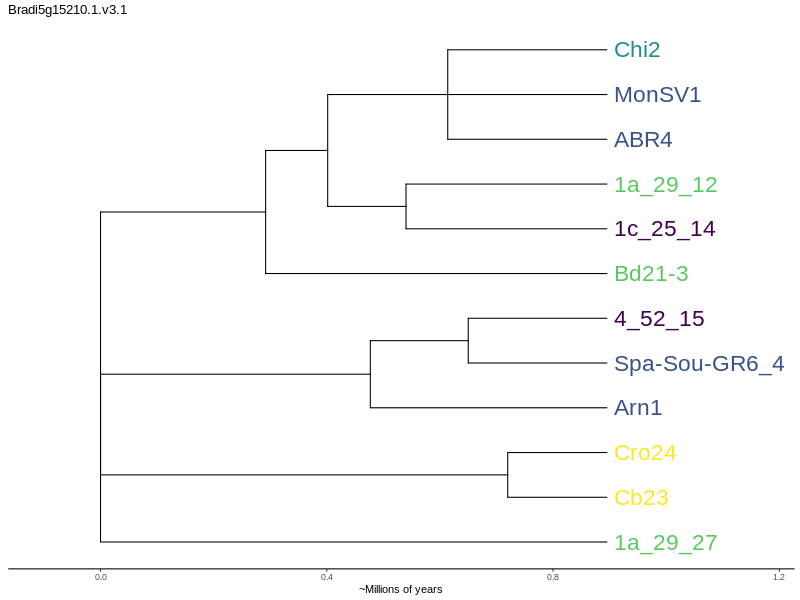 Bradi5g15210.1.v3.1
Chi2
MonSV1
ABR4
1a_29_12
1c_25_14
Bd21-3
4_52_15
Spa-Sou-GR6_4
Arn1
Cro24
Cb23
1a_29_27
0.0 0.4 0.8 1.2
~Millions of years